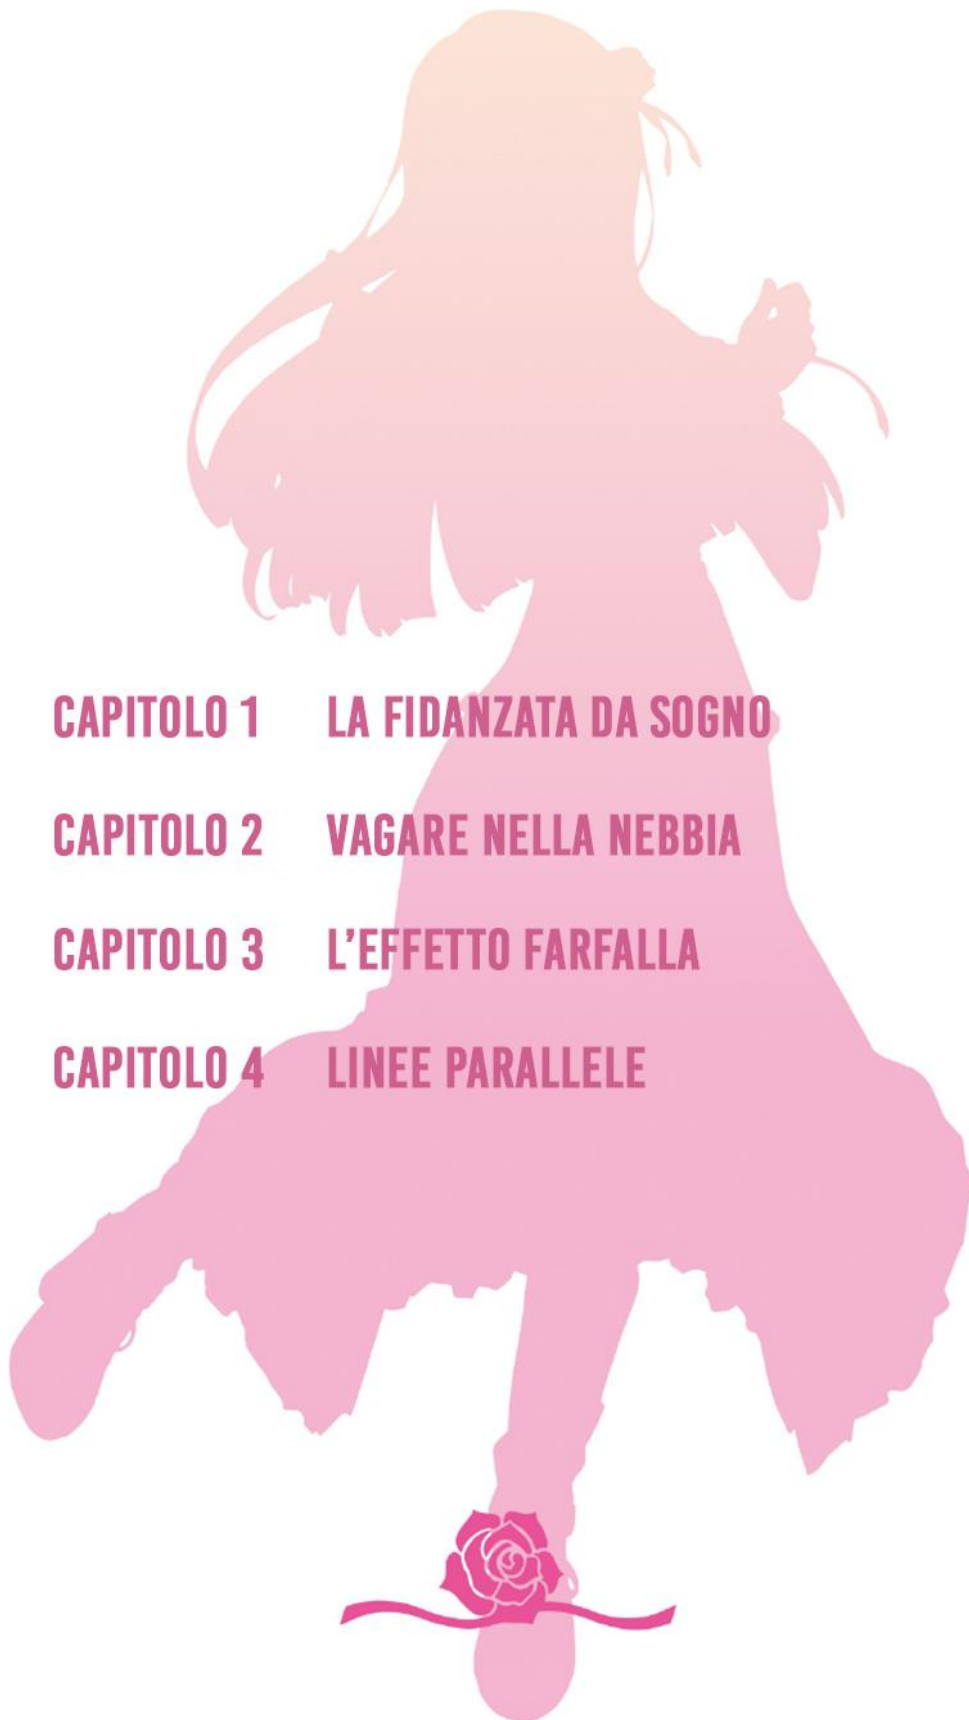 CAPITOLO 1 LA FIDANZATA DA SOGNO
CAPITOLO 2 VAGARE NELLA NEBBIA
CAPITOLO 3 L’EFFETTO FARFALLA
CAPITOLO 4 LINEE PARALLELE